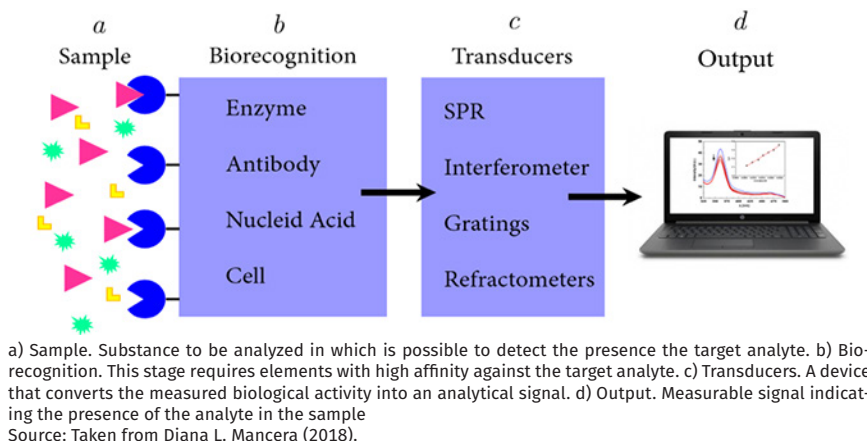 a
b
c
d
Sample
Biorecognition
Transducers
Output
Enzyme
Antibody
Nucleid Acid
Cell
SPR
Interferometer
Gratings
Refractometers
a) Sample. Substance to be analyzed in which is possible to detect the presence the target analyte. b) Bio-
recognition. This stage requires elements with high affinity against the target analyte. c) Transducers. A device
that converts the measured biological activity into an analytical signal. d) Output. Measurable signal indicat-
ing the presence of the analyte in the sample
Source: Taken from Diana L. Mancera (2018).